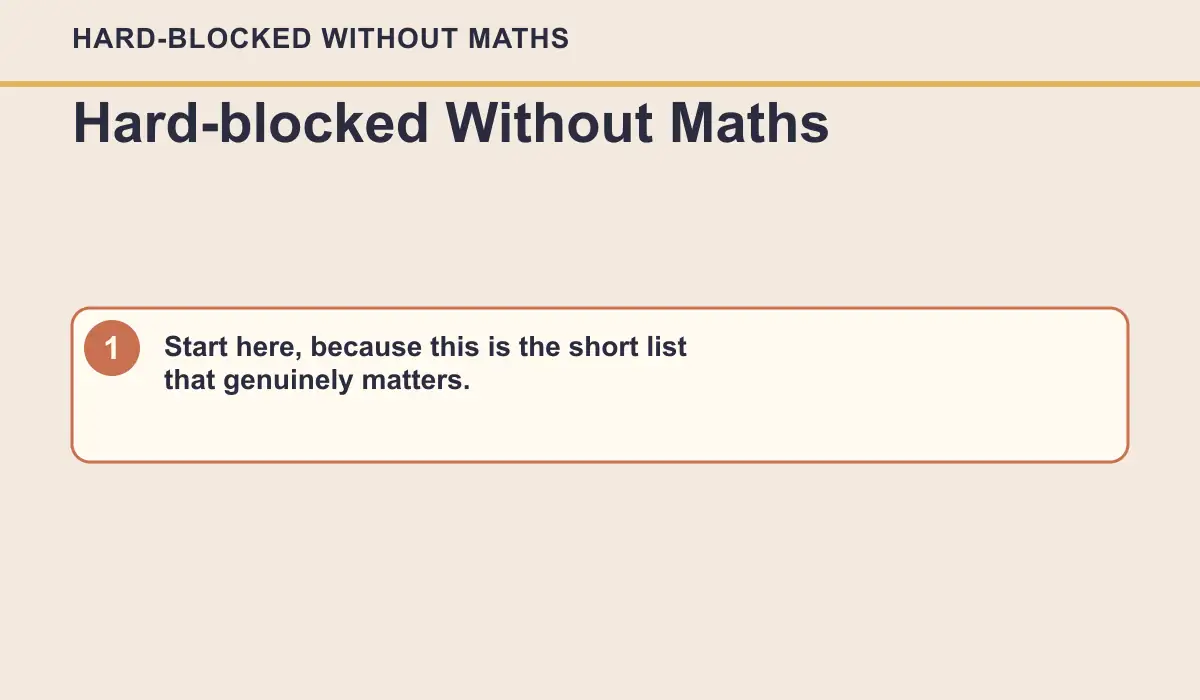 HARD-BLOCKED WITHOUT MATHS
Hard-blocked Without Maths
1
Start here, because this is the short list
that genuinely matters.